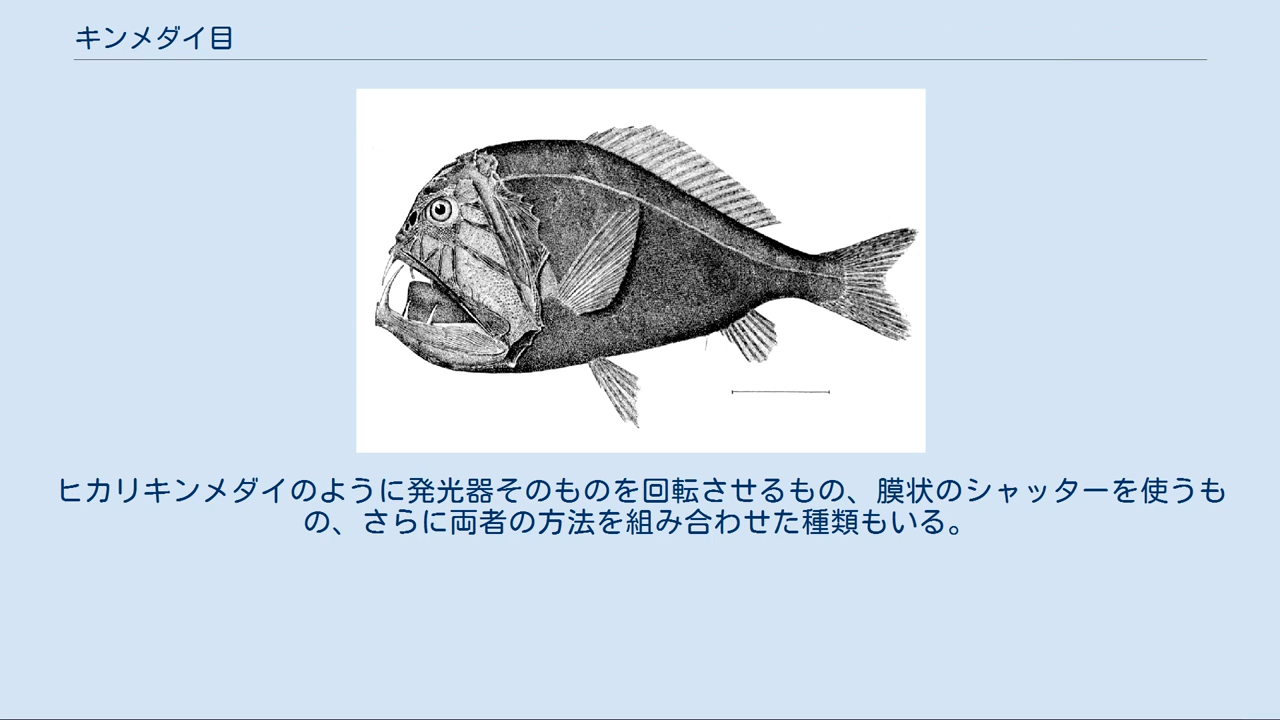 キンメダイ目
ヒカリキンメダイのように発光器そのものを回転させるもの、膜状のシャッターを使うも
の、さらに両者の方法を組み合わせた種類もいる。